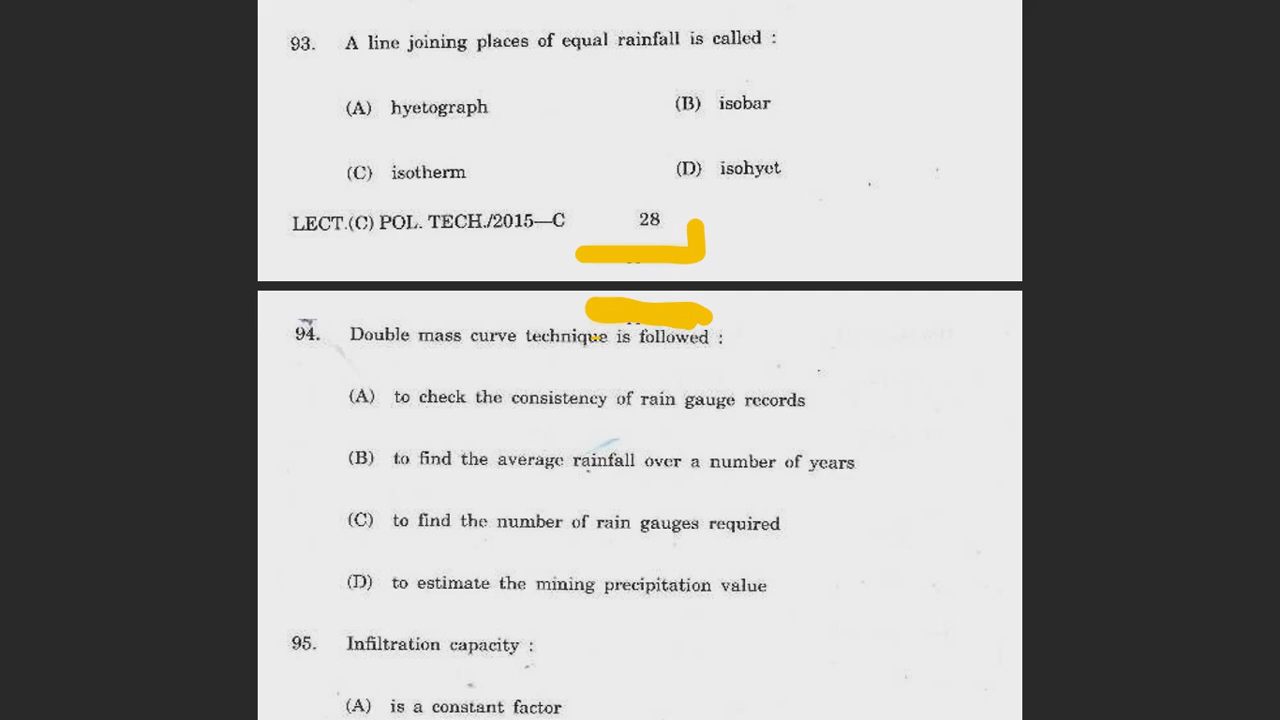 93. A line joining places of equal rainfall is called :
(A) hyetograph (B) isobar
(C) isotherm (D) isohyet
LECT.(C) POL. TECH./2015—C 28
94. Double mass curve technique is followed :
(A) to check the consistency of rain gauge records
(B) to find the average rainfall over a number of years
(C) to find the number of rain gauges required
(D) to estimate the mining precipitation value
95. Infiltration capacity :
(A) is a constant factor